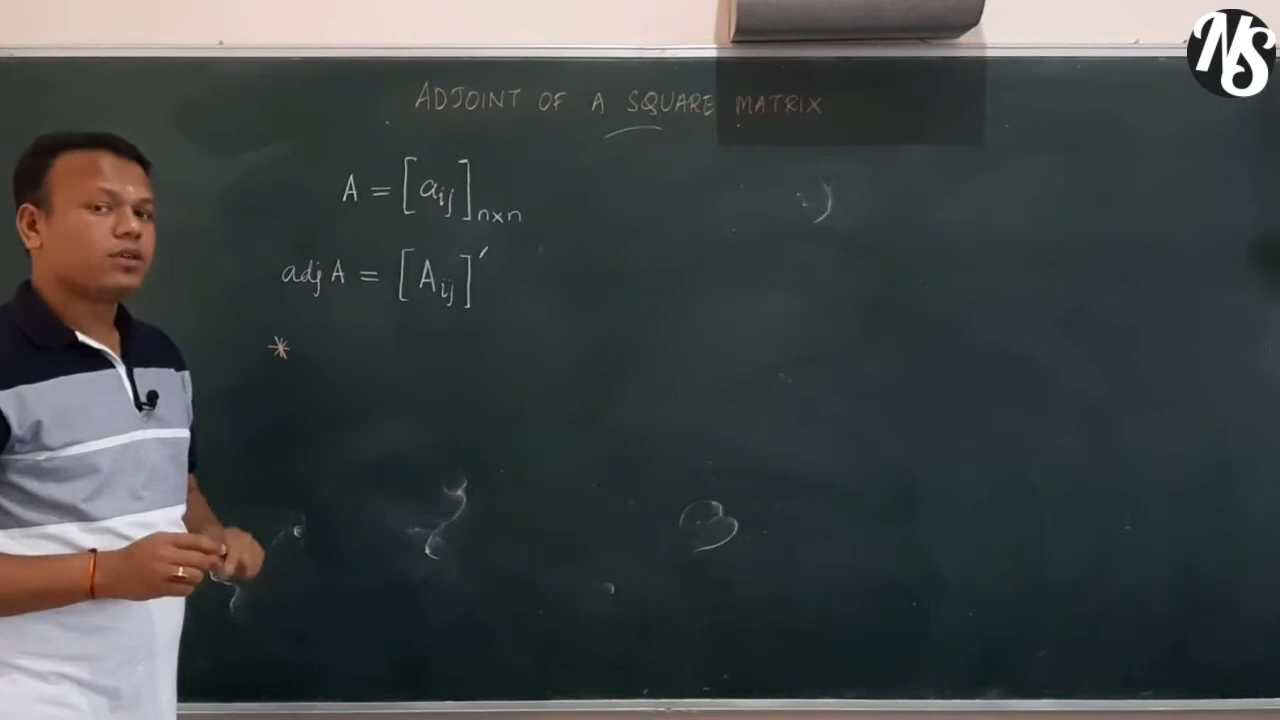 NS
ADJOINT OF A SQUARE MATRIX
A = [aij]n×n
adj A = [Aij]′
*